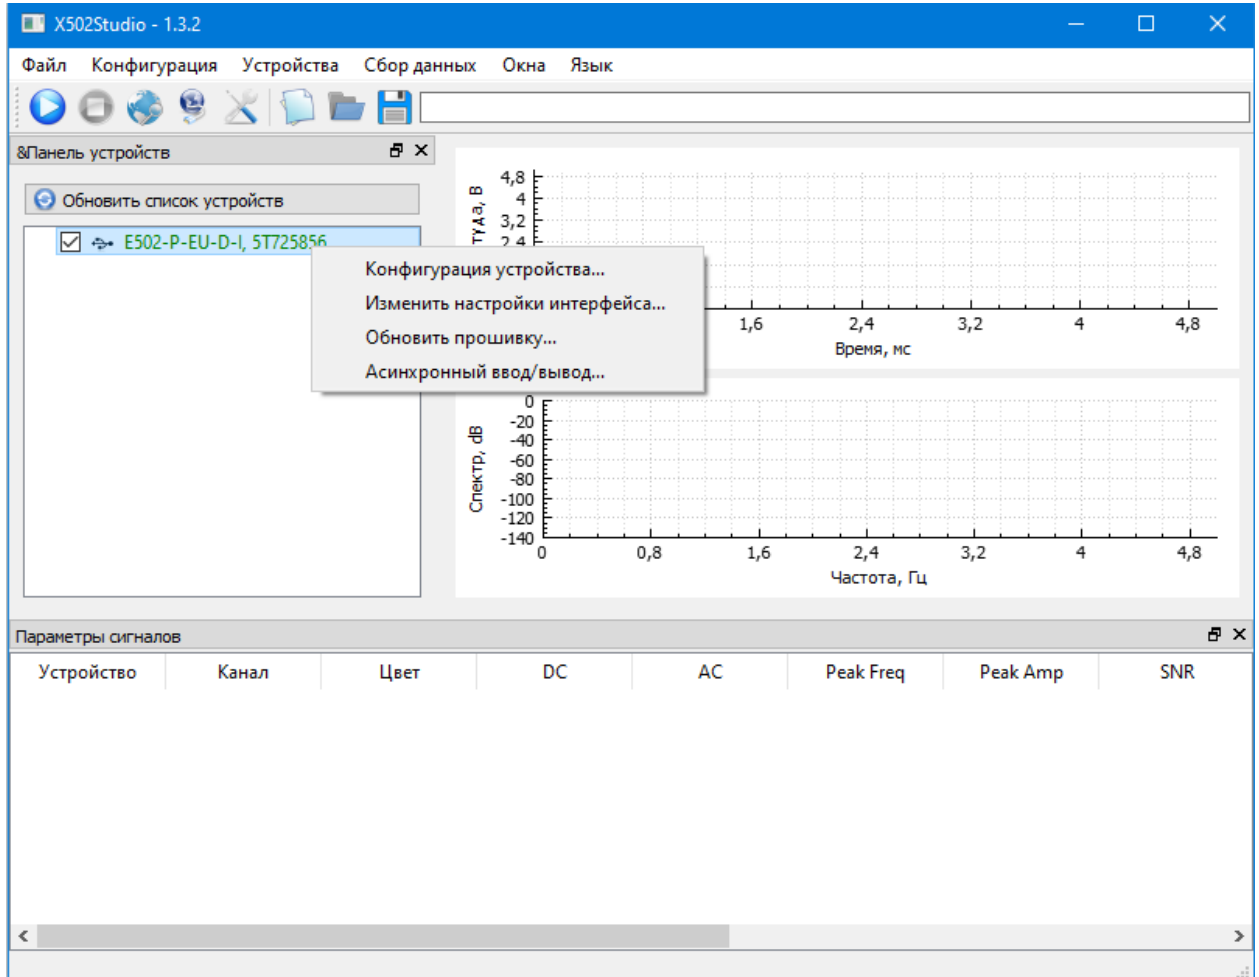 X502Studio - 1.3.2
Файл Конфигурация Устройства Сбор данных Окна Язык
&Панель устройств
Обновить список устройств
E502-P-EU-D-I, 5T725856
Конфигурация устройства...
Изменить настройки интерфейса...
Обновить прошивку...
Асинхронный ввод/вывод...
4,8
4
3,2
2,4
В
1,6 2,4 3,2 4 4,8
Время, мс
Спектр, dB
0
-20
-40
-60
-80
-100
-120
-140
0 0,8 1,6 2,4 3,2 4 4,8
Частота, Гц
Параметры сигналов
Устройство Канал Цвет DC AC Peak Freq Peak Amp SNR